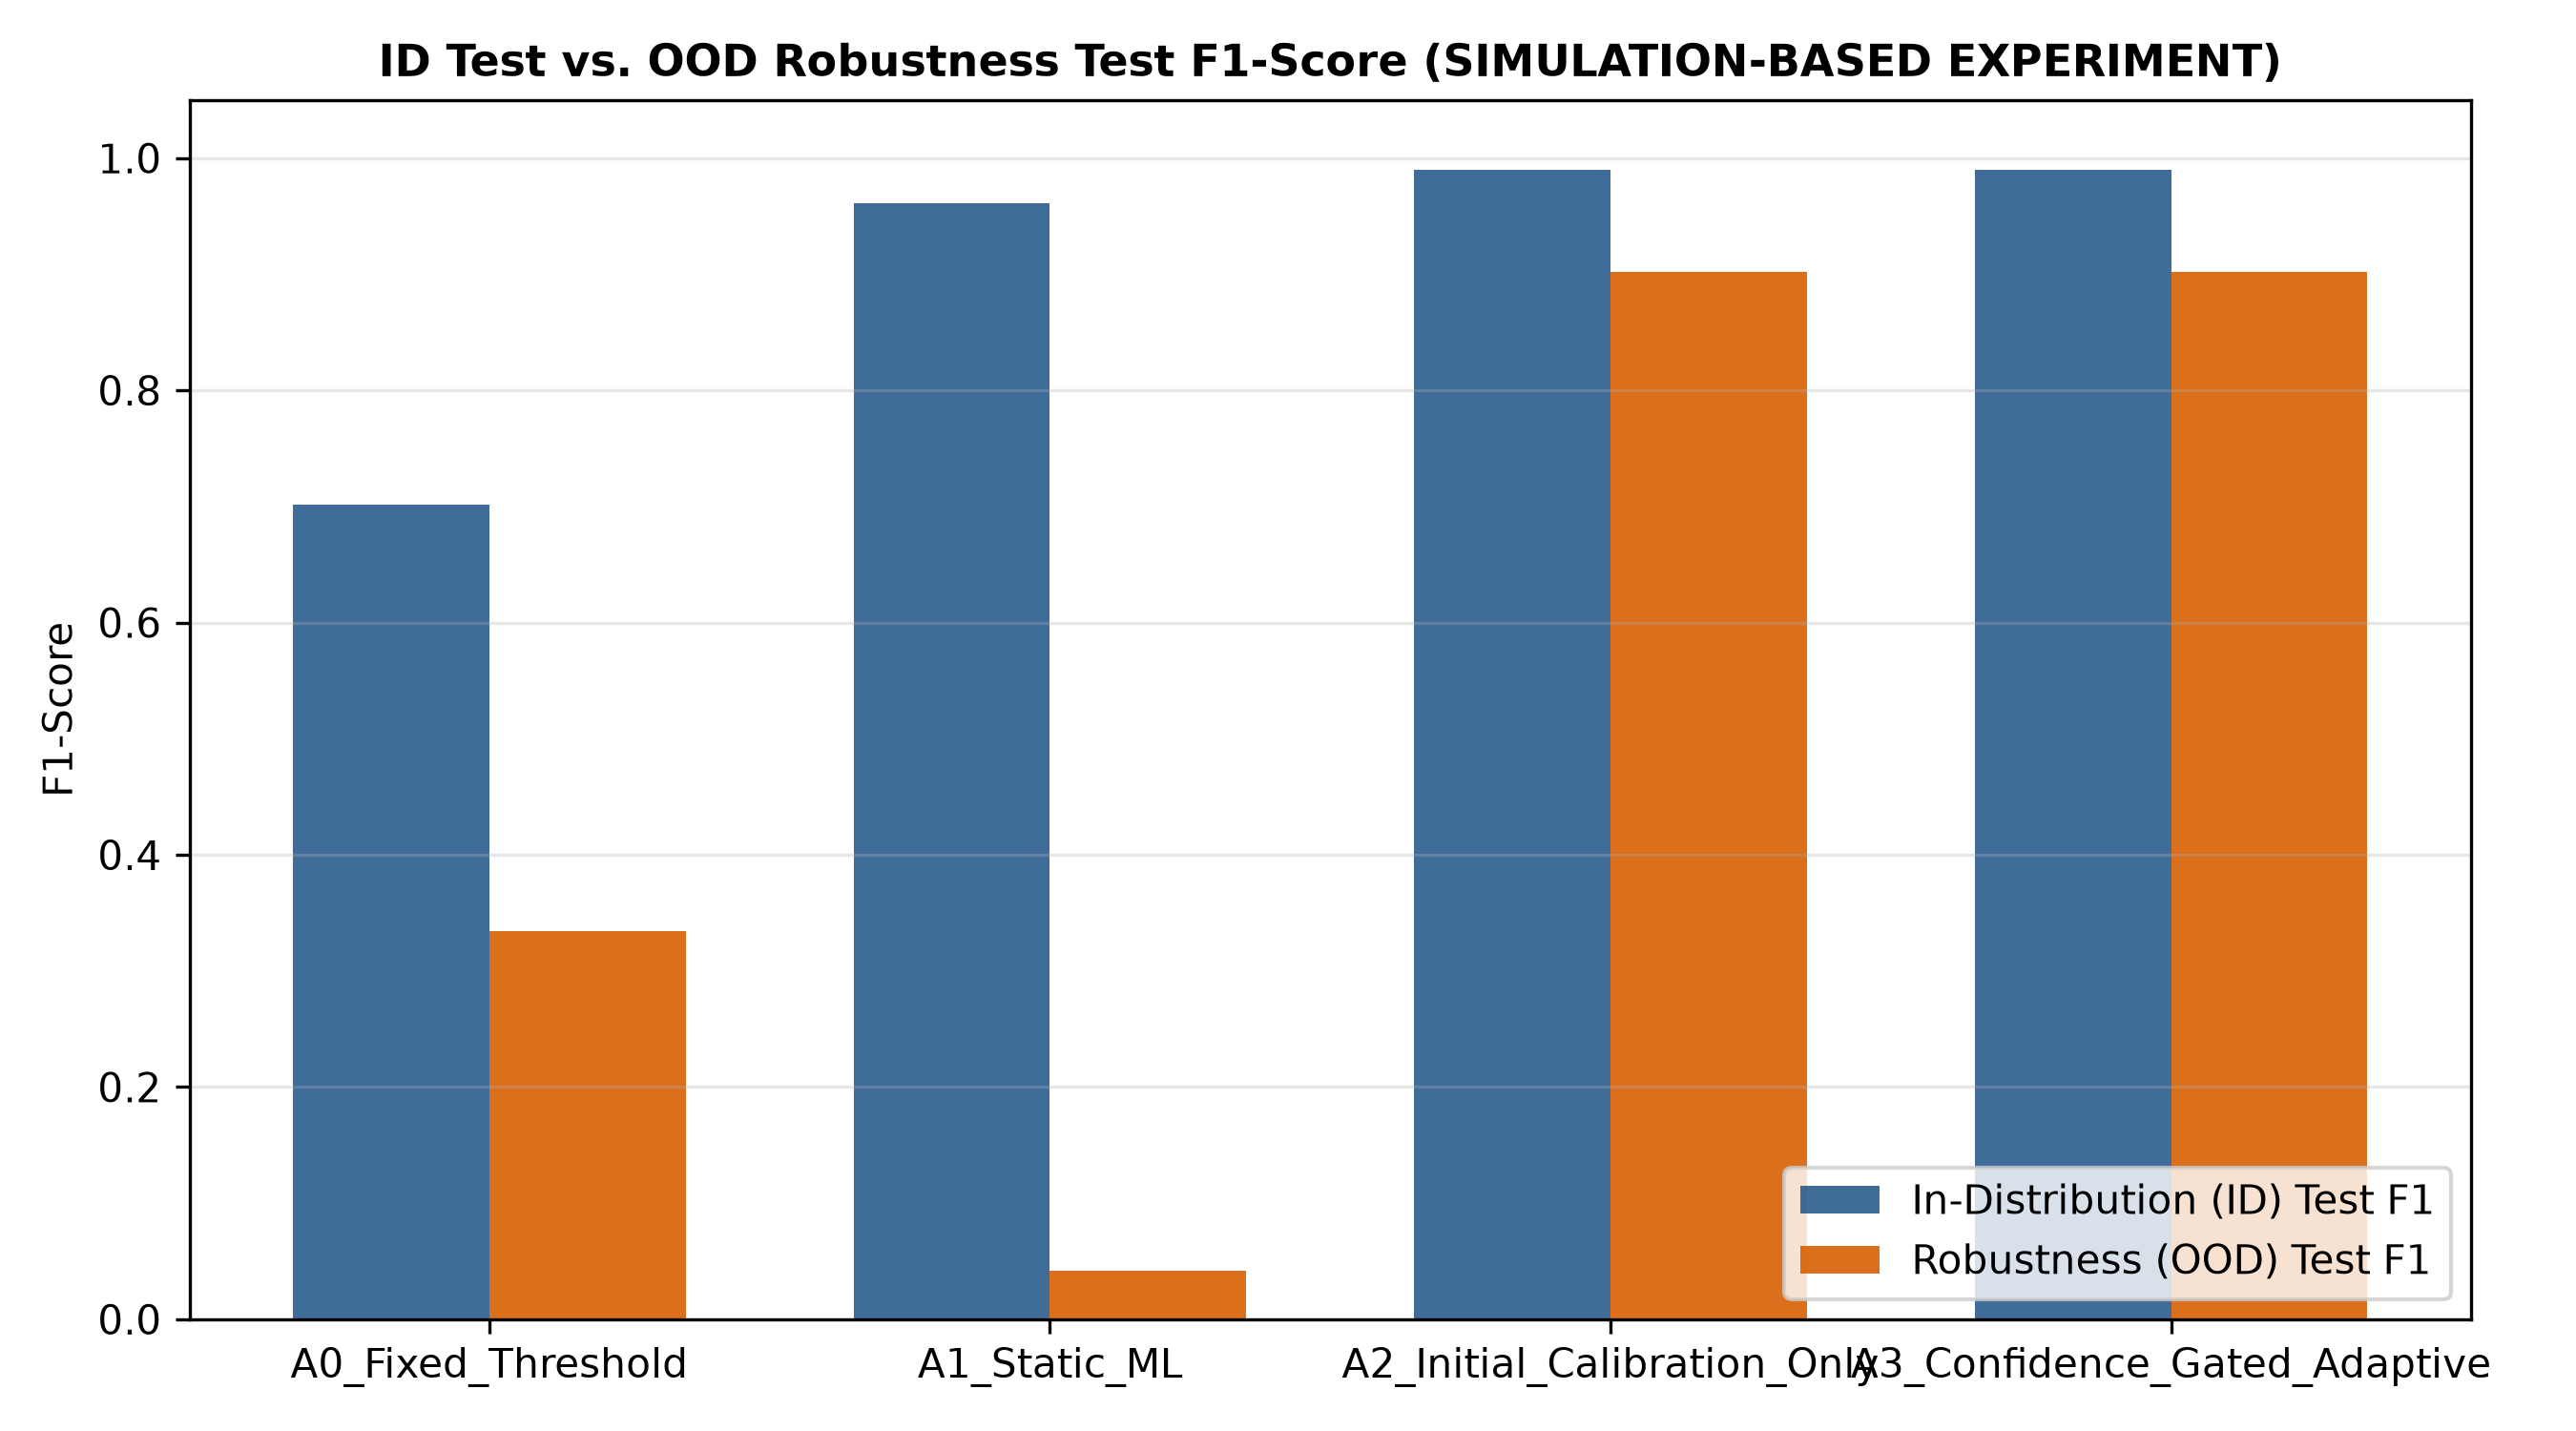 ID Test vs. OOD Robustness Test F1-Score (SIMULATION-BASED EXPERIMENT)
F1-Score
1.0
0.8
0.6
0.4
0.2
0.0
In-Distribution (ID) Test F1
Robustness (OOD) Test F1
A0_Fixed_Threshold
A1_Static_ML
A2_Initial_Calibration_Only
A3_Confidence_Gated_Adaptive